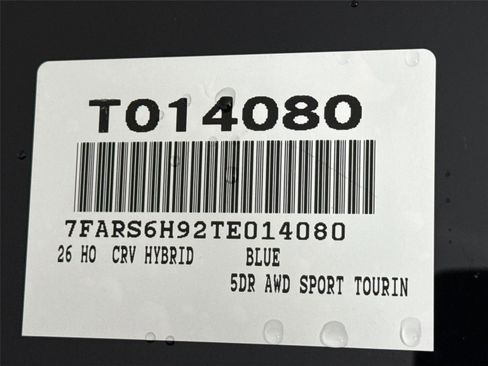 T014080
7FARS6H92TE014080
26 HO CRV HYBRID BLUE
5DR AWD SPORT TOURIN